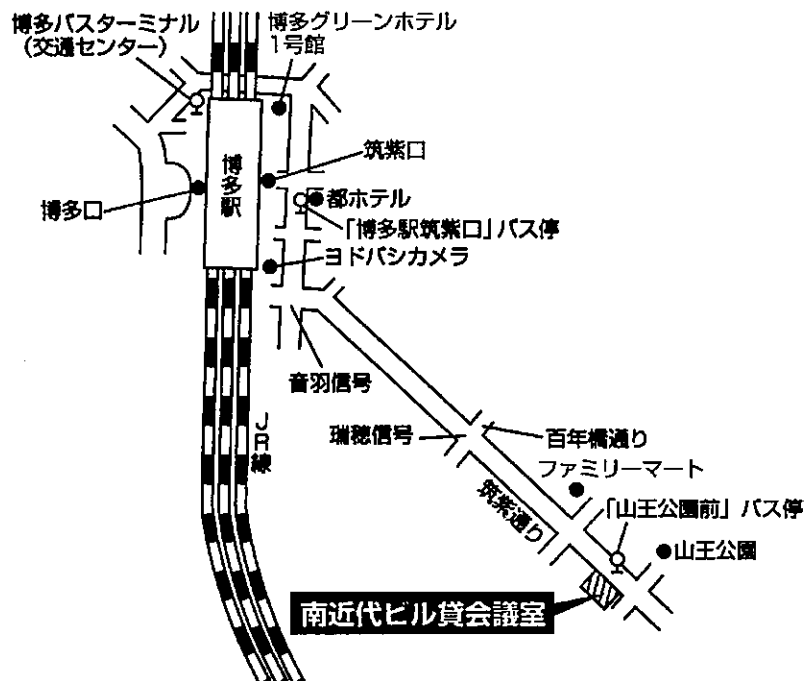 博多バスターミナル
(交通センター)
博多グリーンホテル
1号館
博多駅
筑紫口
博多口
都ホテル
「博多駅筑紫口」バス停
ヨドバシカメラ
音羽信号
JR線
瑞穂信号
百年橋通り
ファミリーマート
筑紫通り
「山王公園前」バス停
山王公園
南近代ビル貸会議室